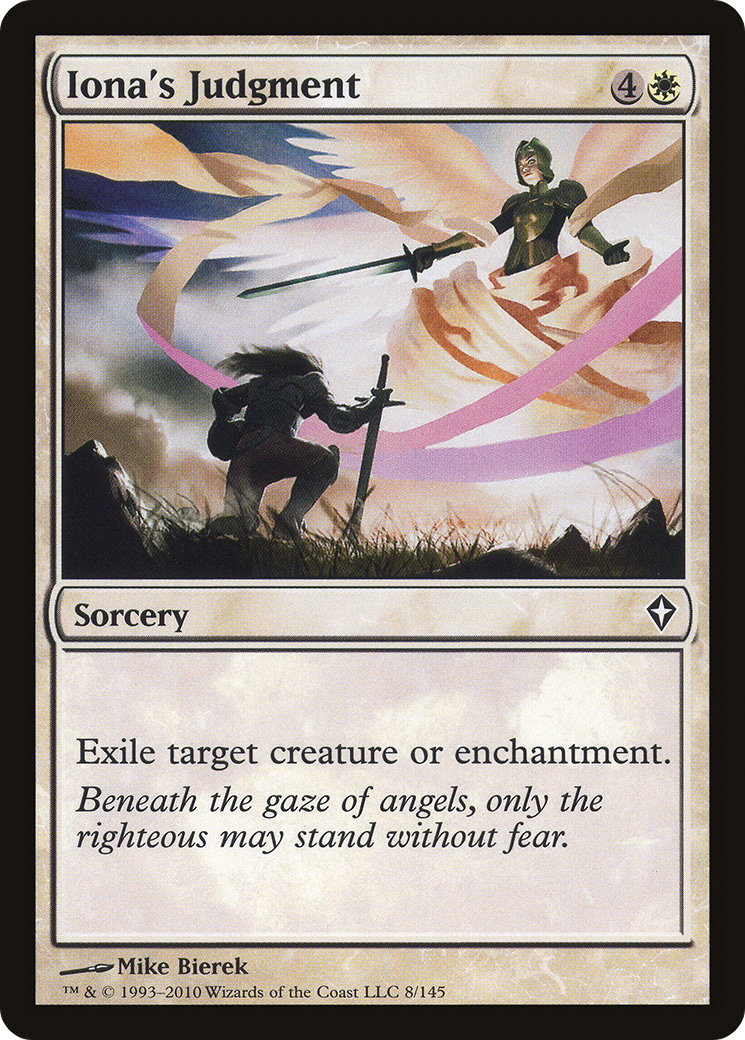 Iona's Judgment 4
Sorcery
Exile target creature or enchantment.
Beneath the gaze of angels, only the
righteous may stand without fear.
Mike Bierek
™ & © 1993–2010 Wizards of the Coast LLC 8/145